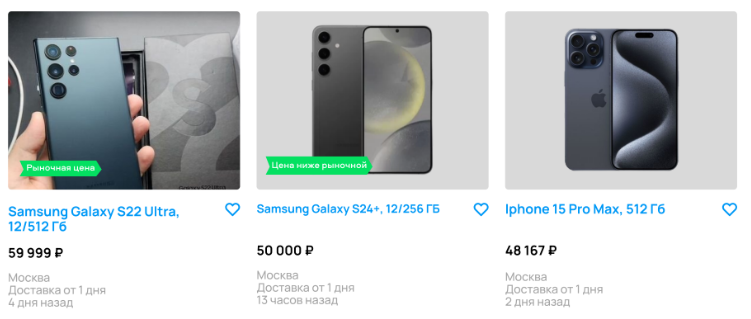 Рыночная цена
Samsung Galaxy S22 Ultra,
12/512 Гб
59 999 ₽
Москва
Доставка от 1 дня
4 дня назад
Цена ниже рыночной
Samsung Galaxy S24+, 12/256 ГБ
50 000 ₽
Москва
Доставка от 1 дня
13 часов назад
Iphone 15 Pro Max, 512 Гб
48 167 ₽
Москва
Доставка от 1 дня
2 дня назад